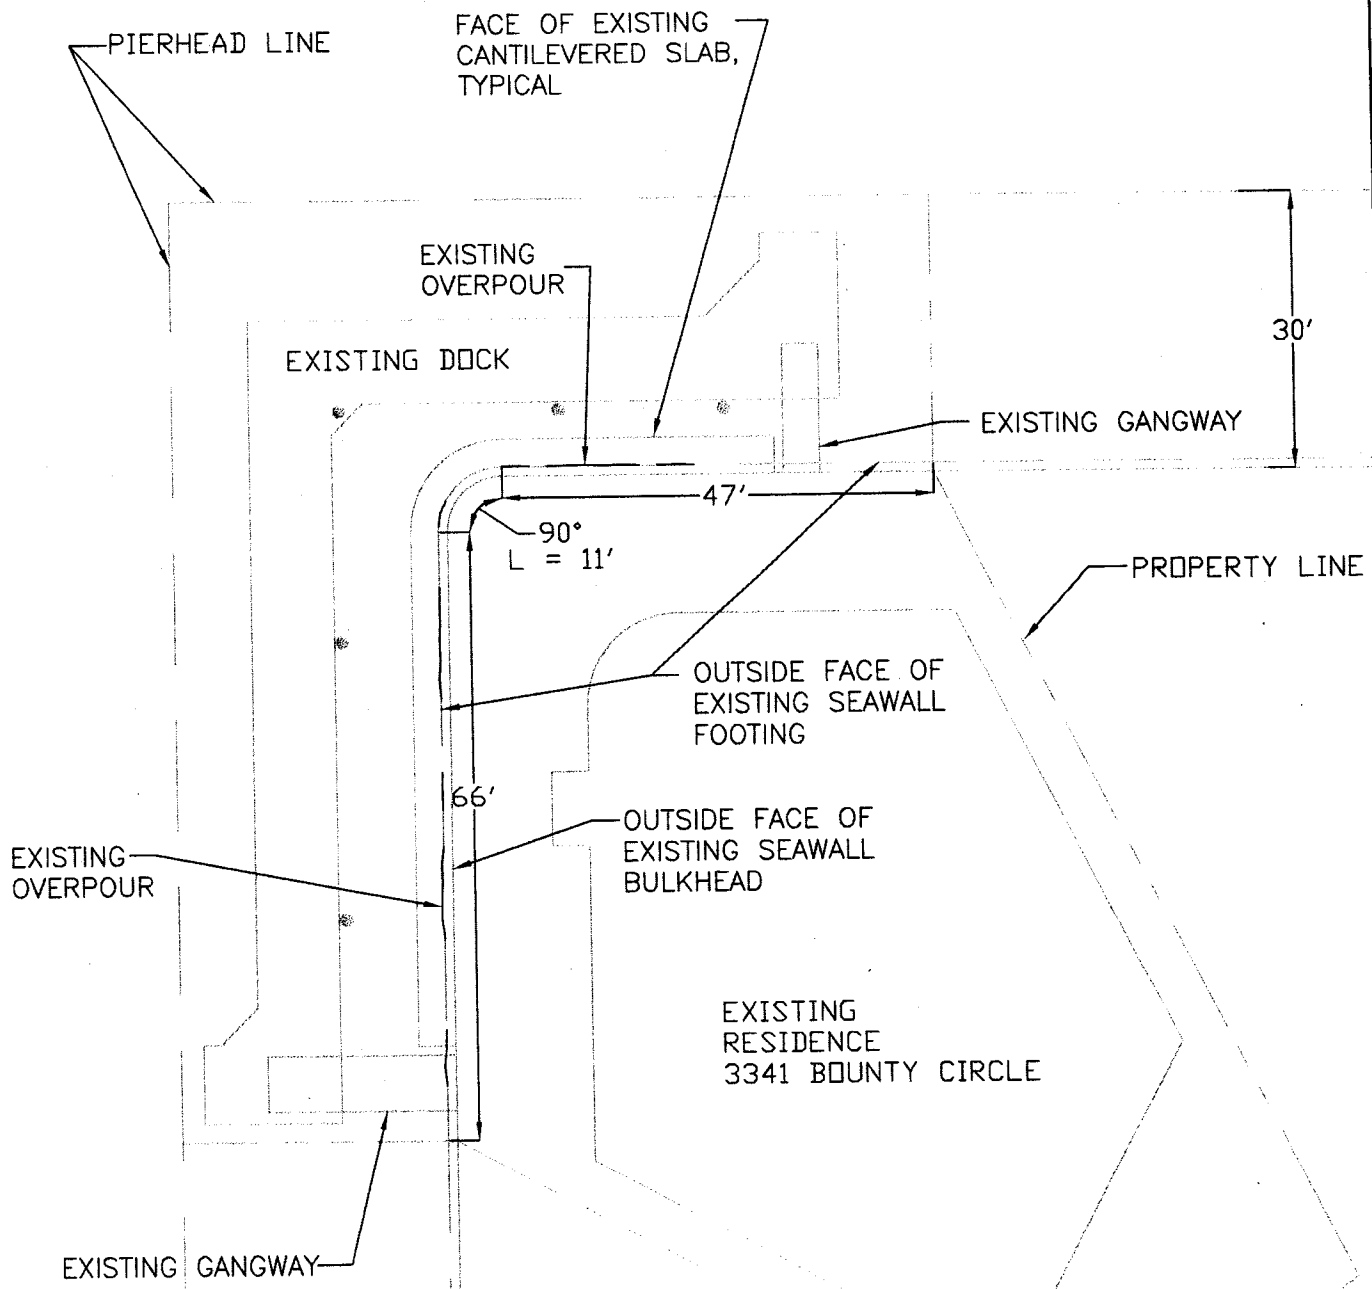 PIERHEAD LINE
FACE OF EXISTING
CANTILEVERED SLAB,
TYPICAL
EXISTING
OVERPOUR
30'
EXISTING DOCK
EXISTING GANGWAY
47'
90°
L = 11'
PROPERTY LINE
OUTSIDE FACE OF
EXISTING SEAWALL
FOOTING
66'
OUTSIDE FACE OF
EXISTING SEAWALL
BULKHEAD
EXISTING
OVERPOUR
EXISTING
RESIDENCE
3341 BOUNTY CIRCLE
EXISTING GANGWAY